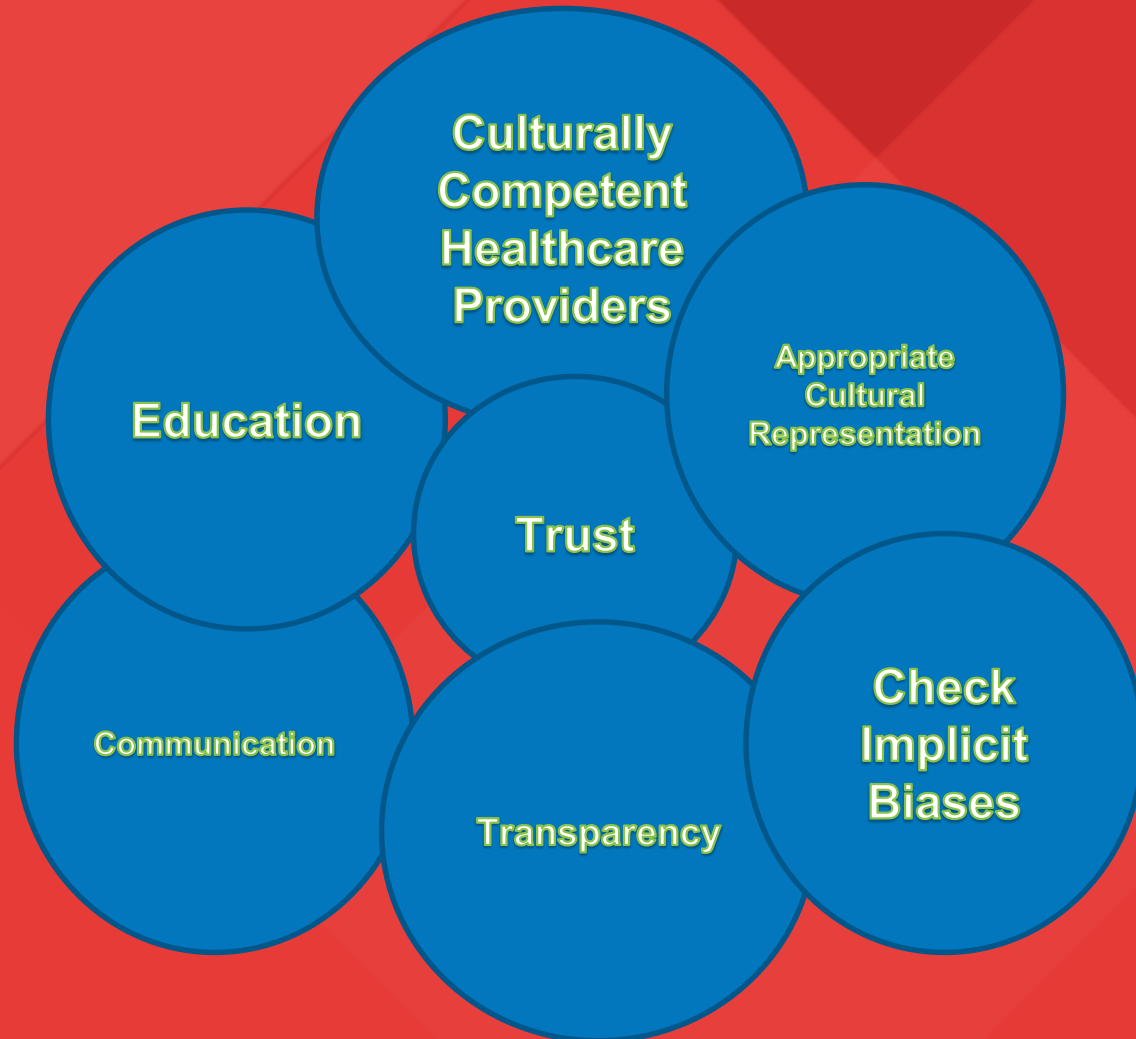 Culturally
Competent
Healthcare
Providers
Appropriate
Cultural
Representation
Education
Trust
Check
Implicit
Biases
Communication
Transparency